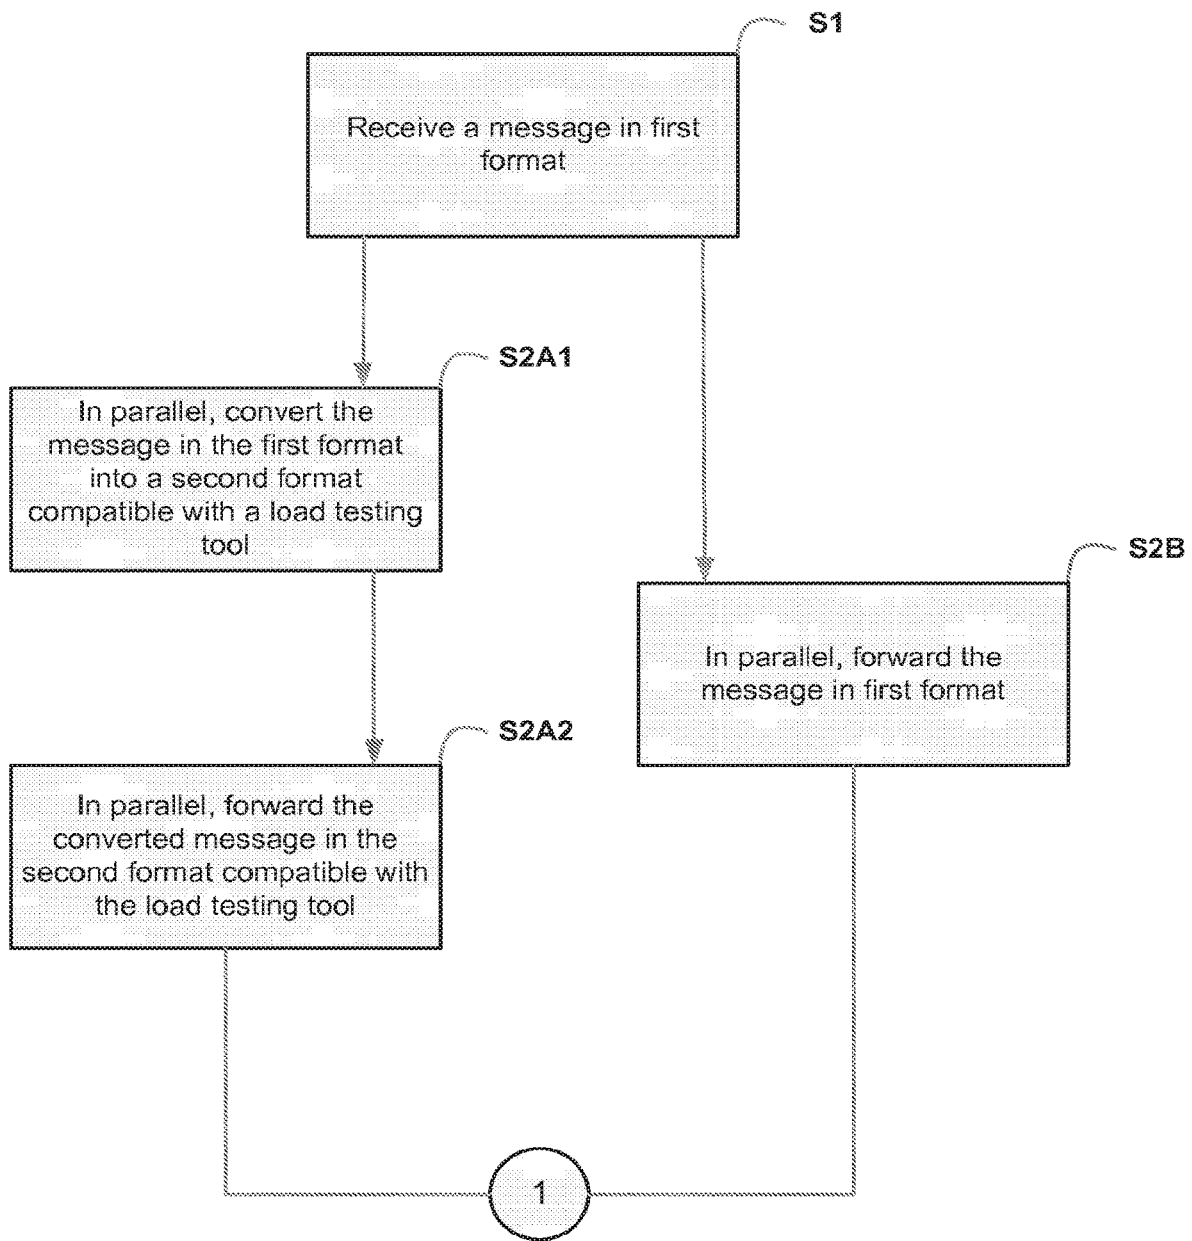 S1
Receive a message in first
format
S2A1
In parallel, convert the
message in the first format
into a second format
compatible with a load testing
tool
S2B
In parallel, forward the
message in first format
S2A2
In parallel, forward the
converted message in the
second format compatible with
the load testing tool
1